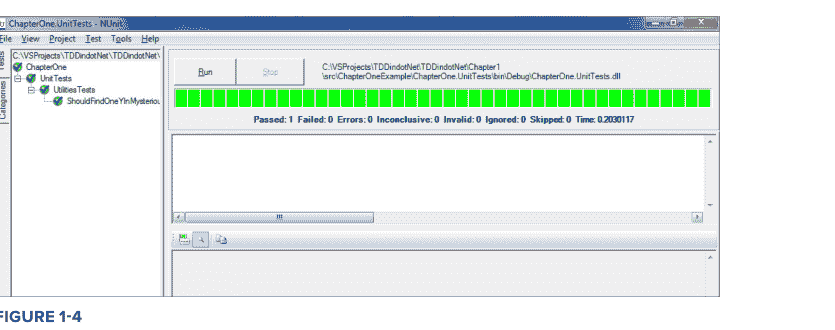 ChapterOne.UnitTests - NUnit
File View Project Test Tools Help
Tests
Categories
C:\VSProjects\TDDindotNet\TDDindotNet\
ChapterOne
UnitTests
UtilitiesTests
ShouldFindOneYInMysteriou
Run Stop
C:\VSProjects\TDDindotNet\TDDindotNet\Chapter1
\src\ChapterOneExample\ChapterOne.UnitTests\bin\Debug\ChapterOne.UnitTests.dll
Passed: 1 Failed: 0 Errors: 0 Inconclusive: 0 Invalid: 0 Ignored: 0 Skipped: 0 Time: 0.2030117
FIGURE 1-4